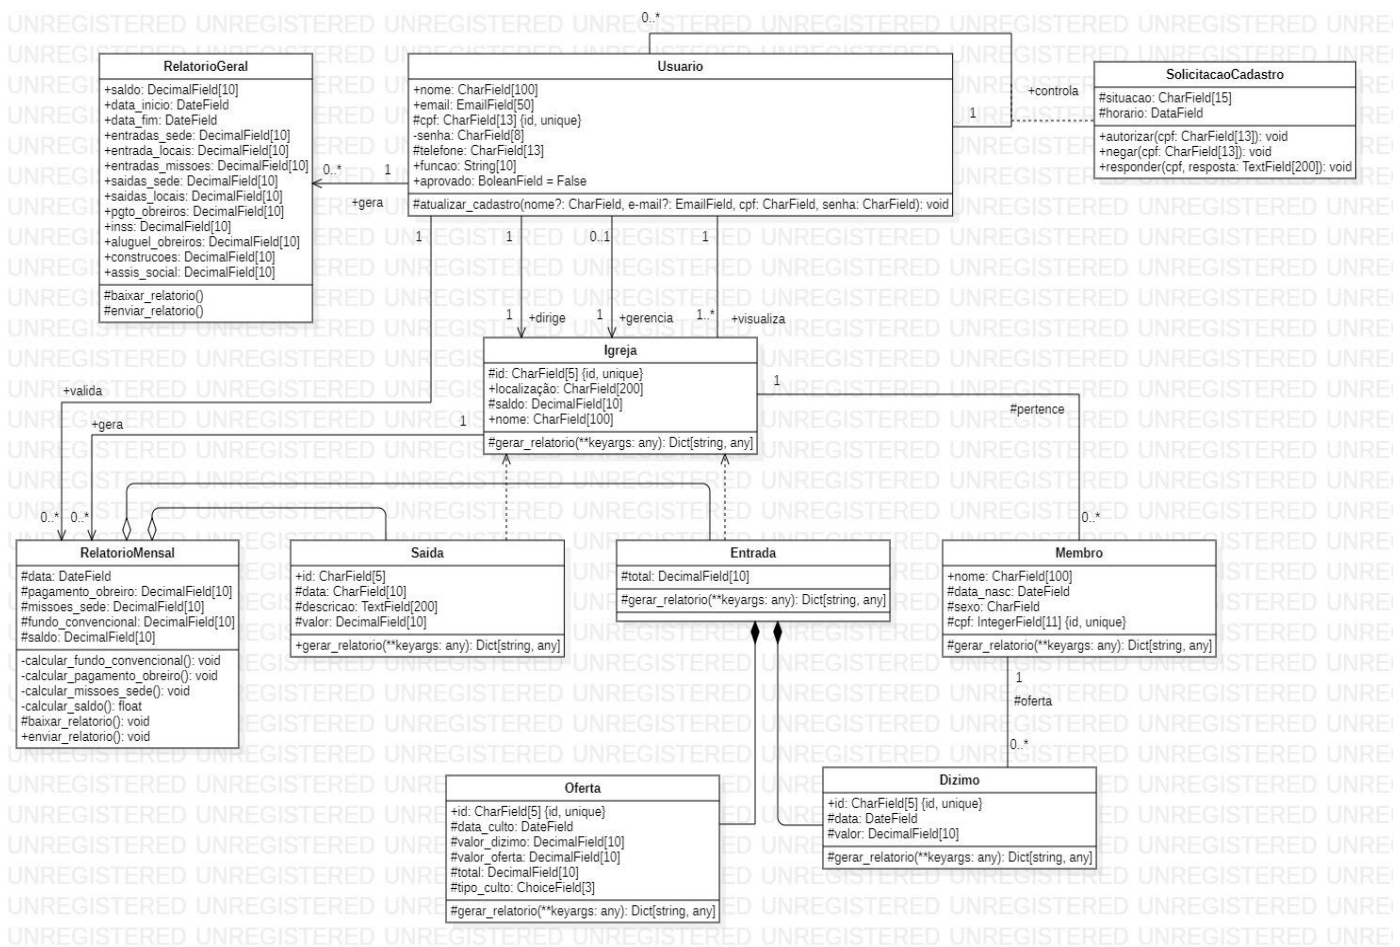 0..*
RelatorioGeral
+saldo: DecimalField[10]
+data_inicio: DateField
+data_fim: DateField
+entradas_sede: DecimalField[10]
+entrada_locais: DecimalField[10]
+entradas_missoes: DecimalField[10]
+saidas_sede: DecimalField[10]
+saidas_locais: DecimalField[10]
+pgto_obreiros: DecimalField[10]
+inss: DecimalField[10]
+aluguel_obreiros: DecimalField[10]
+construcoes: DecimalField[10]
+assis_social: DecimalField[10]
#baixar_relatorio()
#enviar_relatorio()
0..*
1
+gera
Usuario
+nome: CharField[100]
+email: EmailField[50]
#cpf: CharField[13] {id, unique}
-senha: CharField[8]
#telefone: CharField[13]
+funcao: String[10]
+aprovado: BoleanField = False
#atualizar_cadastro(nome?: CharField, e-mail?: EmailField, cpf: CharField, senha: CharField): void
1
+controla
SolicitacaoCadastro
#situacao: CharField[15]
#horario: DataField
+autorizar(cpf: CharField[13]): void
+negar(cpf: CharField[13]): void
+responder(cpf, resposta: TextField[200]): void
1
1
0..1
1
1
+dirige
1
+gerencia
1..*
+visualiza
Igreja
#id: CharField[5] {id, unique}
+localização: CharField[200]
#saldo: DecimalField[10]
+nome: CharField[100]
#gerar_relatorio(**keyargs: any): Dict[string, any]
+valida
+gera
1
1
#pertence
0..*
0..*
0..*
RelatorioMensal
#data: DateField
#pagamento_obreiro: DecimalField[10]
#missoes_sede: DecimalField[10]
#fundo_convencional: DecimalField[10]
#saldo: DecimalField[10]
-calcular_fundo_convencional(): void
-calcular_pagamento_obreiro(): void
-calcular_missoes_sede(): void
-calcular_saldo(): float
#baixar_relatorio(): void
+enviar_relatorio(): void
Saida
+id: CharField[5]
#data: CharField[10]
#descricao: TextField[200]
#valor: DecimalField[10]
+gerar_relatorio(**keyargs: any): Dict[string, any]
Entrada
#total: DecimalField[10]
#gerar_relatorio(**keyargs: any): Dict[string, any]
Membro
+nome: CharField[100]
#data_nasc: DateField
#sexo: CharField
#cpf: IntegerField[11] {id, unique}
#gerar_relatorio(**keyargs: any): Dict[string, any]
1
#oferta
0..*
Oferta
+id: CharField[5] {id, unique}
#data_culto: DateField
#valor_dizimo: DecimalField[10]
#valor_oferta: DecimalField[10]
#total: DecimalField[10]
#tipo_culto: ChoiceField[3]
#gerar_relatorio(**keyargs: any): Dict[string, any]
Dizimo
+id: CharField[5] {id, unique}
#data: DateField
#valor: DecimalField[10]
#gerar_relatorio(**keyargs: any): Dict[string, any]
UNREGISTERED